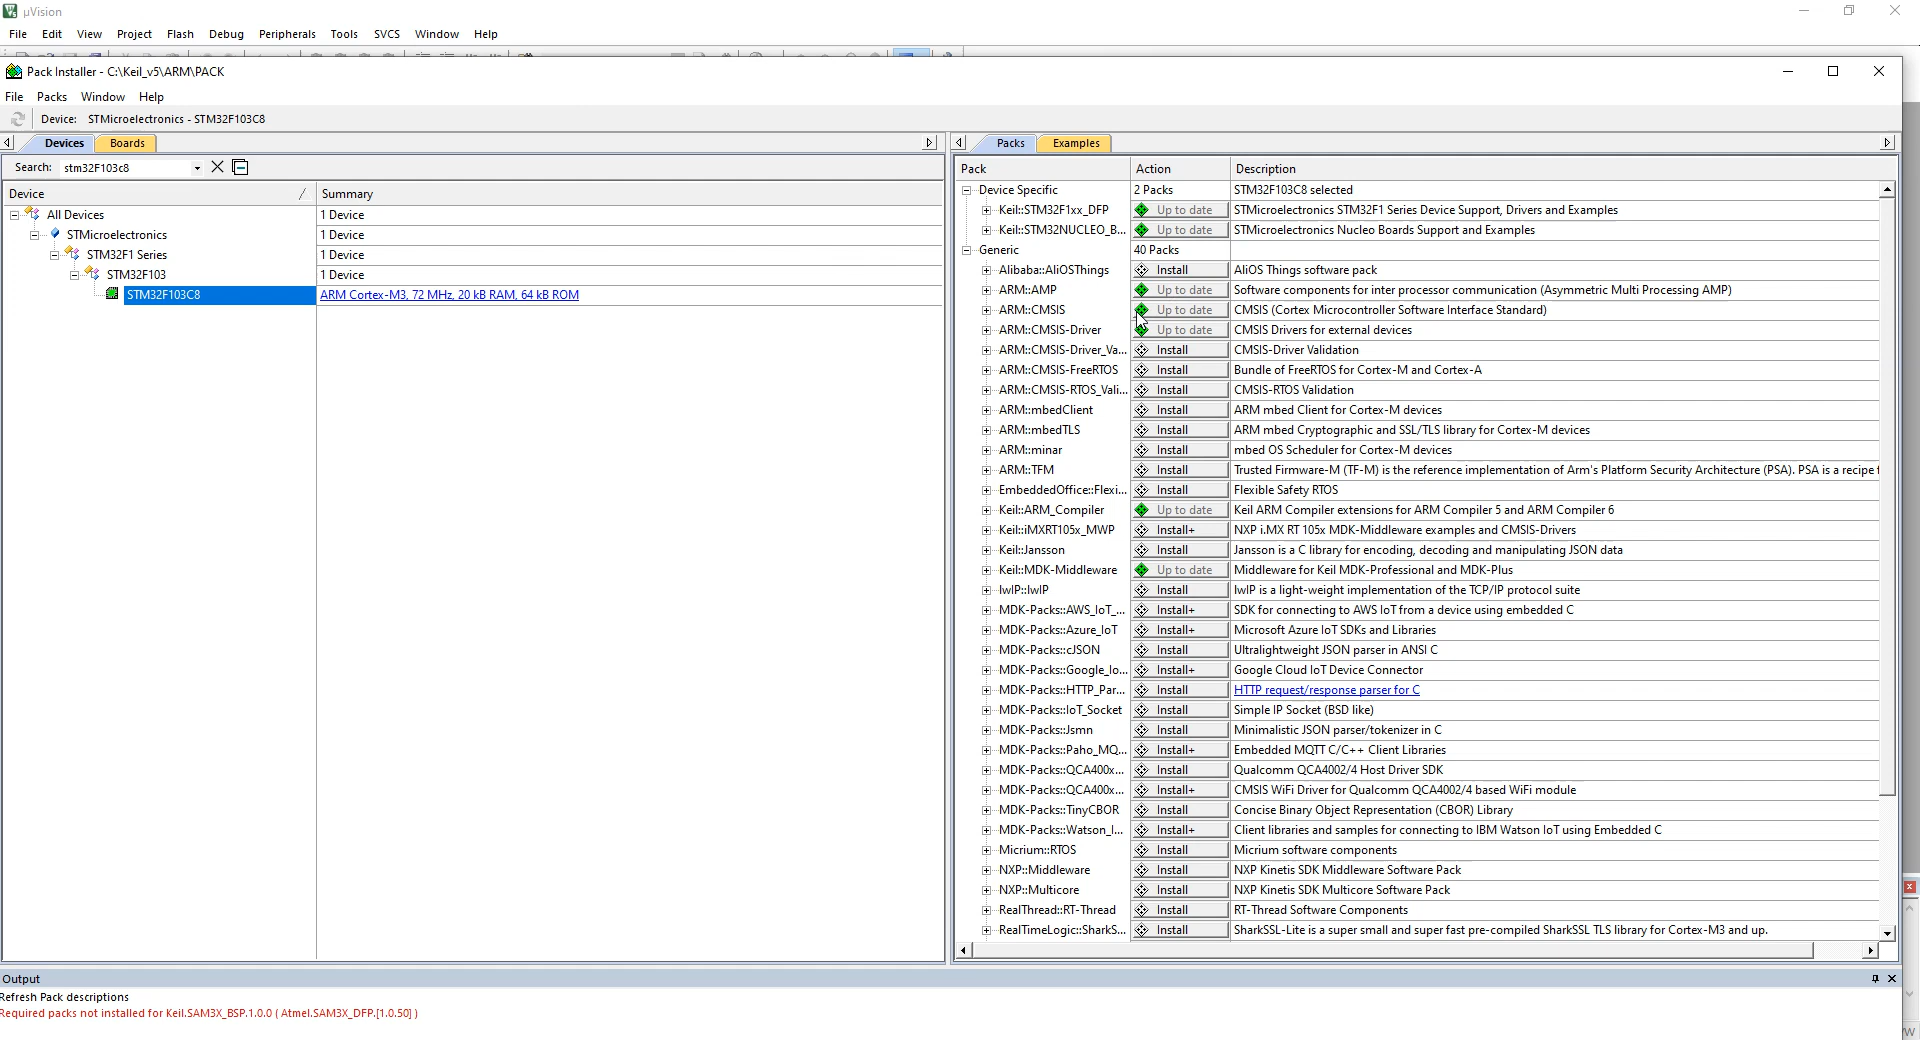 µVision
File Edit View Project Flash Debug Peripherals Tools SVCS Window Help
Pack Installer - C:\Keil_v5\ARM\PACK
File Packs Window Help
Device: STMicroelectronics - STM32F103C8
Devices Boards
Search: stm32F103c8
Device Summary
All Devices 1 Device
STMicroelectronics 1 Device
STM32F1 Series 1 Device
STM32F103 1 Device
STM32F103C8 ARM Cortex-M3, 72 MHz, 20 kB RAM, 64 kB ROM
Packs Examples
Pack Action Description
Device Specific 2 Packs STM32F103C8 selected
Keil::STM32F1xx_DFP Up to date STMicroelectronics STM32F1 Series Device Support, Drivers and Examples
Keil::STM32NUCLEO_B... Up to date STMicroelectronics Nucleo Boards Support and Examples
Generic 40 Packs
Alibaba::AliOSThings Install AliOS Things software pack
ARM::AMP Up to date Software components for inter processor communication (Asymmetric Multi Processing AMP)
ARM::CMSIS Up to date CMSIS (Cortex Microcontroller Software Interface Standard)
ARM::CMSIS-Driver Up to date CMSIS Drivers for external devices
ARM::CMSIS-Driver_Va... Install CMSIS-Driver Validation
ARM::CMSIS-FreeRTOS Install Bundle of FreeRTOS for Cortex-M and Cortex-A
ARM::CMSIS-RTOS_Vali... Install CMSIS-RTOS Validation
ARM::mbedClient Install ARM mbed Client for Cortex-M devices
ARM::mbedTLS Install ARM mbed Cryptographic and SSL/TLS library for Cortex-M devices
ARM::minar Install mbed OS Scheduler for Cortex-M devices
ARM::TFM Install Trusted Firmware-M (TF-M) is the reference implementation of Arm's Platform Security Architecture (PSA). PSA is a recipe f
EmbeddedOffice::Flexi... Install Flexible Safety RTOS
Keil::ARM_Compiler Up to date Keil ARM Compiler extensions for ARM Compiler 5 and ARM Compiler 6
Keil::iMXRT105x_MWP Install+ NXP i.MX RT 105x MDK-Middleware examples and CMSIS-Drivers
Keil::Jansson Install Jansson is a C library for encoding, decoding and manipulating JSON data
Keil::MDK-Middleware Up to date Middleware for Keil MDK-Professional and MDK-Plus
lwIP::lwIP Install lwIP is a light-weight implementation of the TCP/IP protocol suite
MDK-Packs::AWS_IoT_... Install+ SDK for connecting to AWS IoT from a device using embedded C
MDK-Packs::Azure_IoT Install+ Microsoft Azure IoT SDKs and Libraries
MDK-Packs::cJSON Install Ultralightweight JSON parser in ANSI C
MDK-Packs::Google_Io... Install+ Google Cloud IoT Device Connector
MDK-Packs::HTTP_Par... Install HTTP request/response parser for C
MDK-Packs::IoT_Socket Install Simple IP Socket (BSD like)
MDK-Packs::Jsmn Install Minimalistic JSON parser/tokenizer in C
MDK-Packs::Paho_MQ... Install+ Embedded MQTT C/C++ Client Libraries
MDK-Packs::QCA400x... Install Qualcomm QCA4002/4 Host Driver SDK
MDK-Packs::QCA400x... Install+ CMSIS WiFi Driver for Qualcomm QCA4002/4 based WiFi module
MDK-Packs::TinyCBOR Install Concise Binary Object Representation (CBOR) Library
MDK-Packs::Watson_I... Install+ Client libraries and samples for connecting to IBM Watson IoT using Embedded C
Micrium::RTOS Install Micrium software components
NXP::Middleware Install NXP Kinetis SDK Middleware Software Pack
NXP::Multicore Install NXP Kinetis SDK Multicore Software Pack
RealThread::RT-Thread Install RT-Thread Software Components
RealTimeLogic::SharkS... Install SharkSSL-Lite is a super small and super fast pre-compiled SharkSSL TLS library for Cortex-M3 and up.
Output
Refresh Pack descriptions
Required packs not installed for Keil.SAM3X_BSP.1.0.0 ( Atmel.SAM3X_DFP.[1.0.50] )